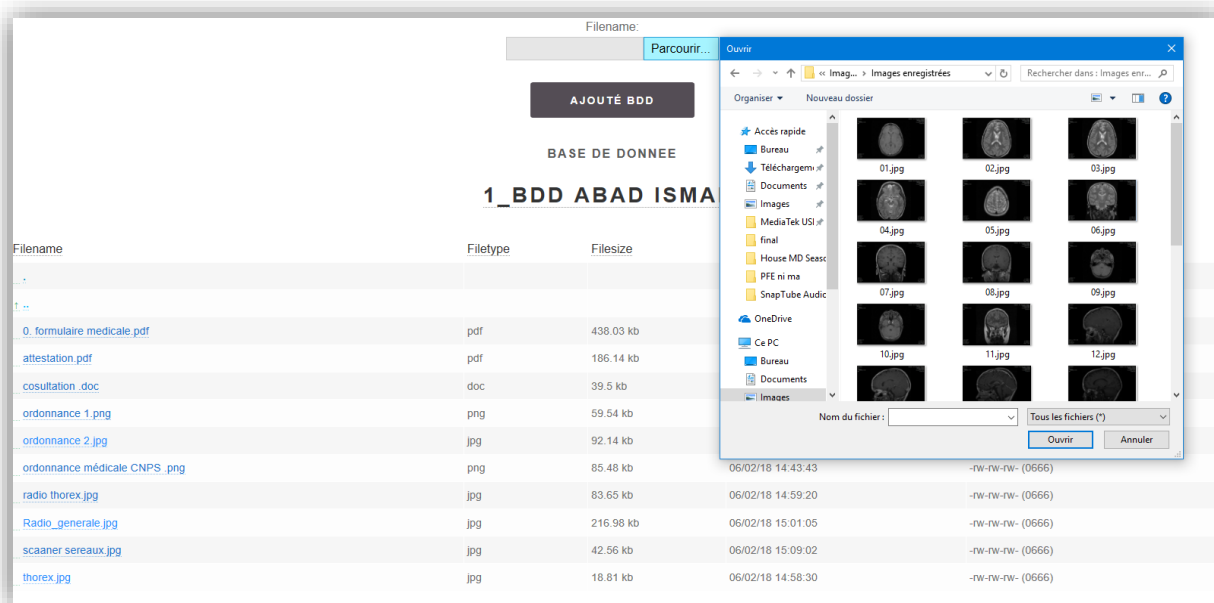 Filename:
Parcourir...
AJOUTÉ BDD
BASE DE DONNEE
1_BDD ABAD ISMA
Filename Filetype Filesize
.
↑ ..
0. formulaire medicale.pdf pdf 438.03 kb
attestation.pdf pdf 186.14 kb
cosultation .doc doc 39.5 kb
ordonnance 1.png png 59.54 kb
ordonnance 2.jpg jpg 92.14 kb
ordonnance médicale CNPS .png png 85.48 kb 06/02/18 14:43:43 -rw-rw-rw- (0666)
radio thorex.jpg jpg 83.65 kb 06/02/18 14:59:20 -rw-rw-rw- (0666)
Radio_generale.jpg jpg 216.98 kb 06/02/18 15:01:05 -rw-rw-rw- (0666)
scaaner sereaux.jpg jpg 42.56 kb 06/02/18 15:09:02 -rw-rw-rw- (0666)
thorex.jpg jpg 18.81 kb 06/02/18 14:58:30 -rw-rw-rw- (0666)
Ouvrir
« Imag... > Images enregistrées
Rechercher dans : Images enr...
Organiser Nouveau dossier
Accès rapide
Bureau
Téléchargem
Documents
Images
MediaTek USI
final
House MD Seaso
PFE ni ma
SnapTube Audio
OneDrive
Ce PC
Bureau
Documents
Images
01.jpg 02.jpg 03.jpg
04.jpg 05.jpg 06.jpg
07.jpg 08.jpg 09.jpg
10.jpg 11.jpg 12.jpg
Nom du fichier : Tous les fichiers (*)
Ouvrir Annuler